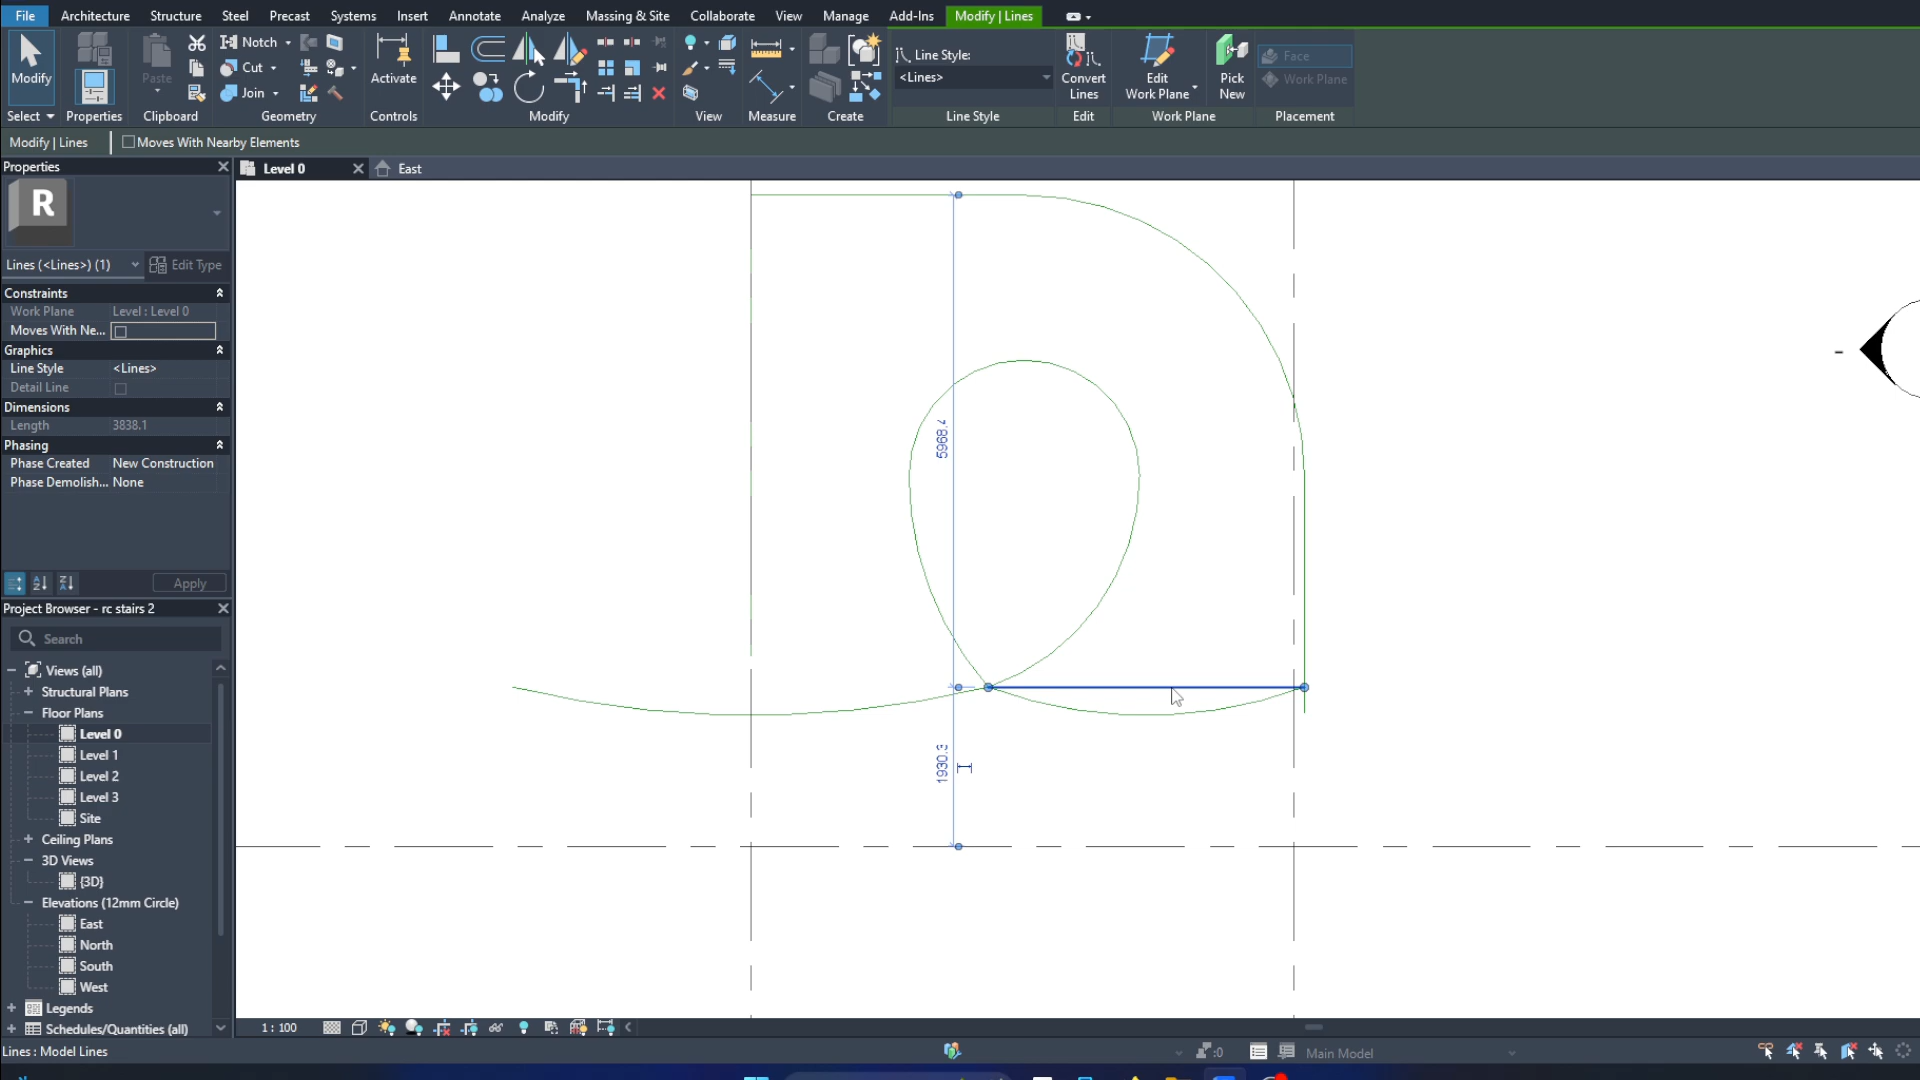 File Architecture Structure Steel Precast Systems Insert Annotate Analyze Massing & Site Collaborate View Manage Add-Ins Modify | Lines
Modify Paste Notch Cut Join Activate Line Style: <Lines> Convert Lines Edit Work Plane Pick New Face Work Plane
Select Properties Clipboard Geometry Controls Modify View Measure Create Line Style Edit Work Plane Placement
Modify | Lines Moves With Nearby Elements
Properties
Level 0 East
R
Lines (<Lines>) (1) Edit Type
Constraints
Work Plane Level : Level 0
Moves With Ne...
Graphics
Line Style <Lines>
Detail Line
Dimensions
Length 3838.1
Phasing
Phase Created New Construction
Phase Demolish... None
Apply
Project Browser - rc stairs 2
Search
Views (all)
Structural Plans
Floor Plans
Level 0
Level 1
Level 2
Level 3
Site
Ceiling Plans
3D Views
{3D}
Elevations (12mm Circle)
East
North
South
West
Legends
Schedules/Quantities (all)
5968.4
1930.3
1 : 100
Lines : Model Lines :0 Main Model